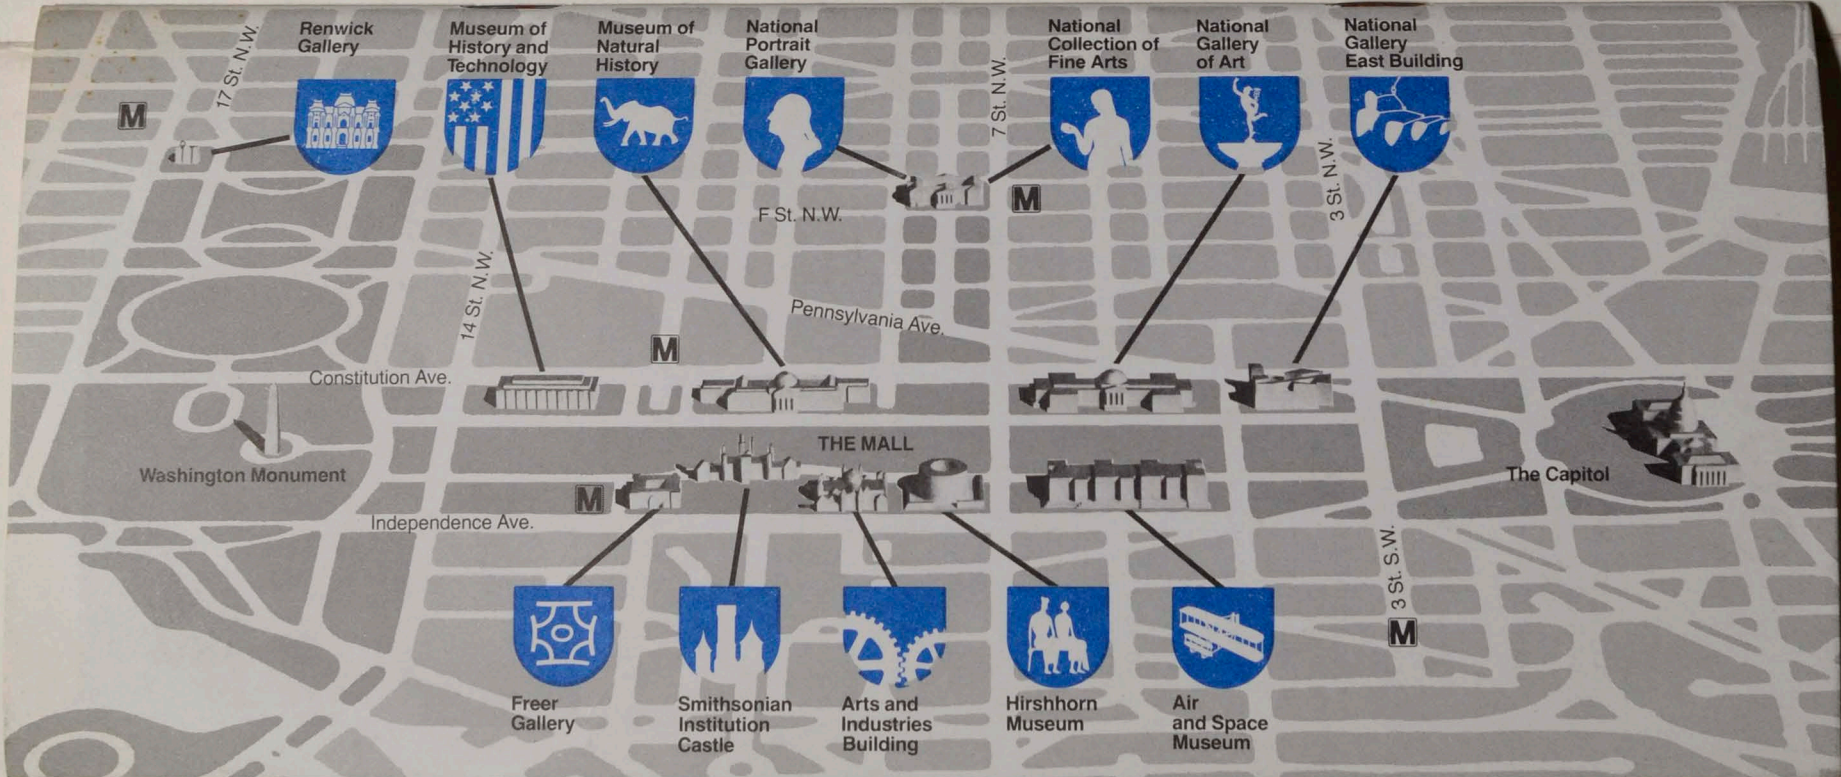 Renwick
Gallery
Museum of
History and
Technology
Museum of
Natural
History
National
Portrait
Gallery
National
Collection of
Fine Arts
National
Gallery
of Art
National
Gallery
East Building
17 St. N.W.
7 St. N.W.
M
3 St. N.W.
M
F St. N.W.
14 St. N.W.
Pennsylvania Ave.
M
Constitution Ave.
THE MALL
Washington Monument
The Capitol
M
Independence Ave.
3 St. S.W.
M
Freer
Gallery
Smithsonian
Institution
Castle
Arts and
Industries
Building
Hirshhorn
Museum
Air
and Space
Museum